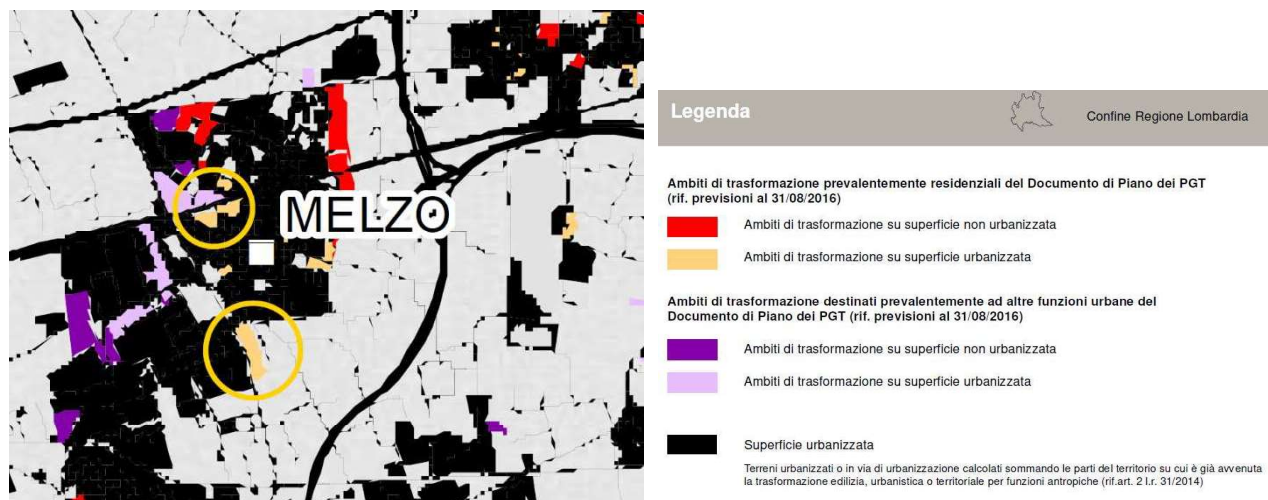 MELZO
Legenda
Confine Regione Lombardia
Ambiti di trasformazione prevalentemente residenziali del Documento di Piano dei PGT
(rif. previsioni al 31/08/2016)
Ambiti di trasformazione su superficie non urbanizzata
Ambiti di trasformazione su superficie urbanizzata
Ambiti di trasformazione destinati prevalentemente ad altre funzioni urbane del
Documento di Piano dei PGT (rif. previsioni al 31/08/2016)
Ambiti di trasformazione su superficie non urbanizzata
Ambiti di trasformazione su superficie urbanizzata
Superficie urbanizzata
Terreni urbanizzati o in via di urbanizzazione calcolati sommando le parti del territorio su cui è già avvenuta
la trasformazione edilizia, urbanistica o territoriale per funzioni antropiche (rif.art. 2 l.r. 31/2014)